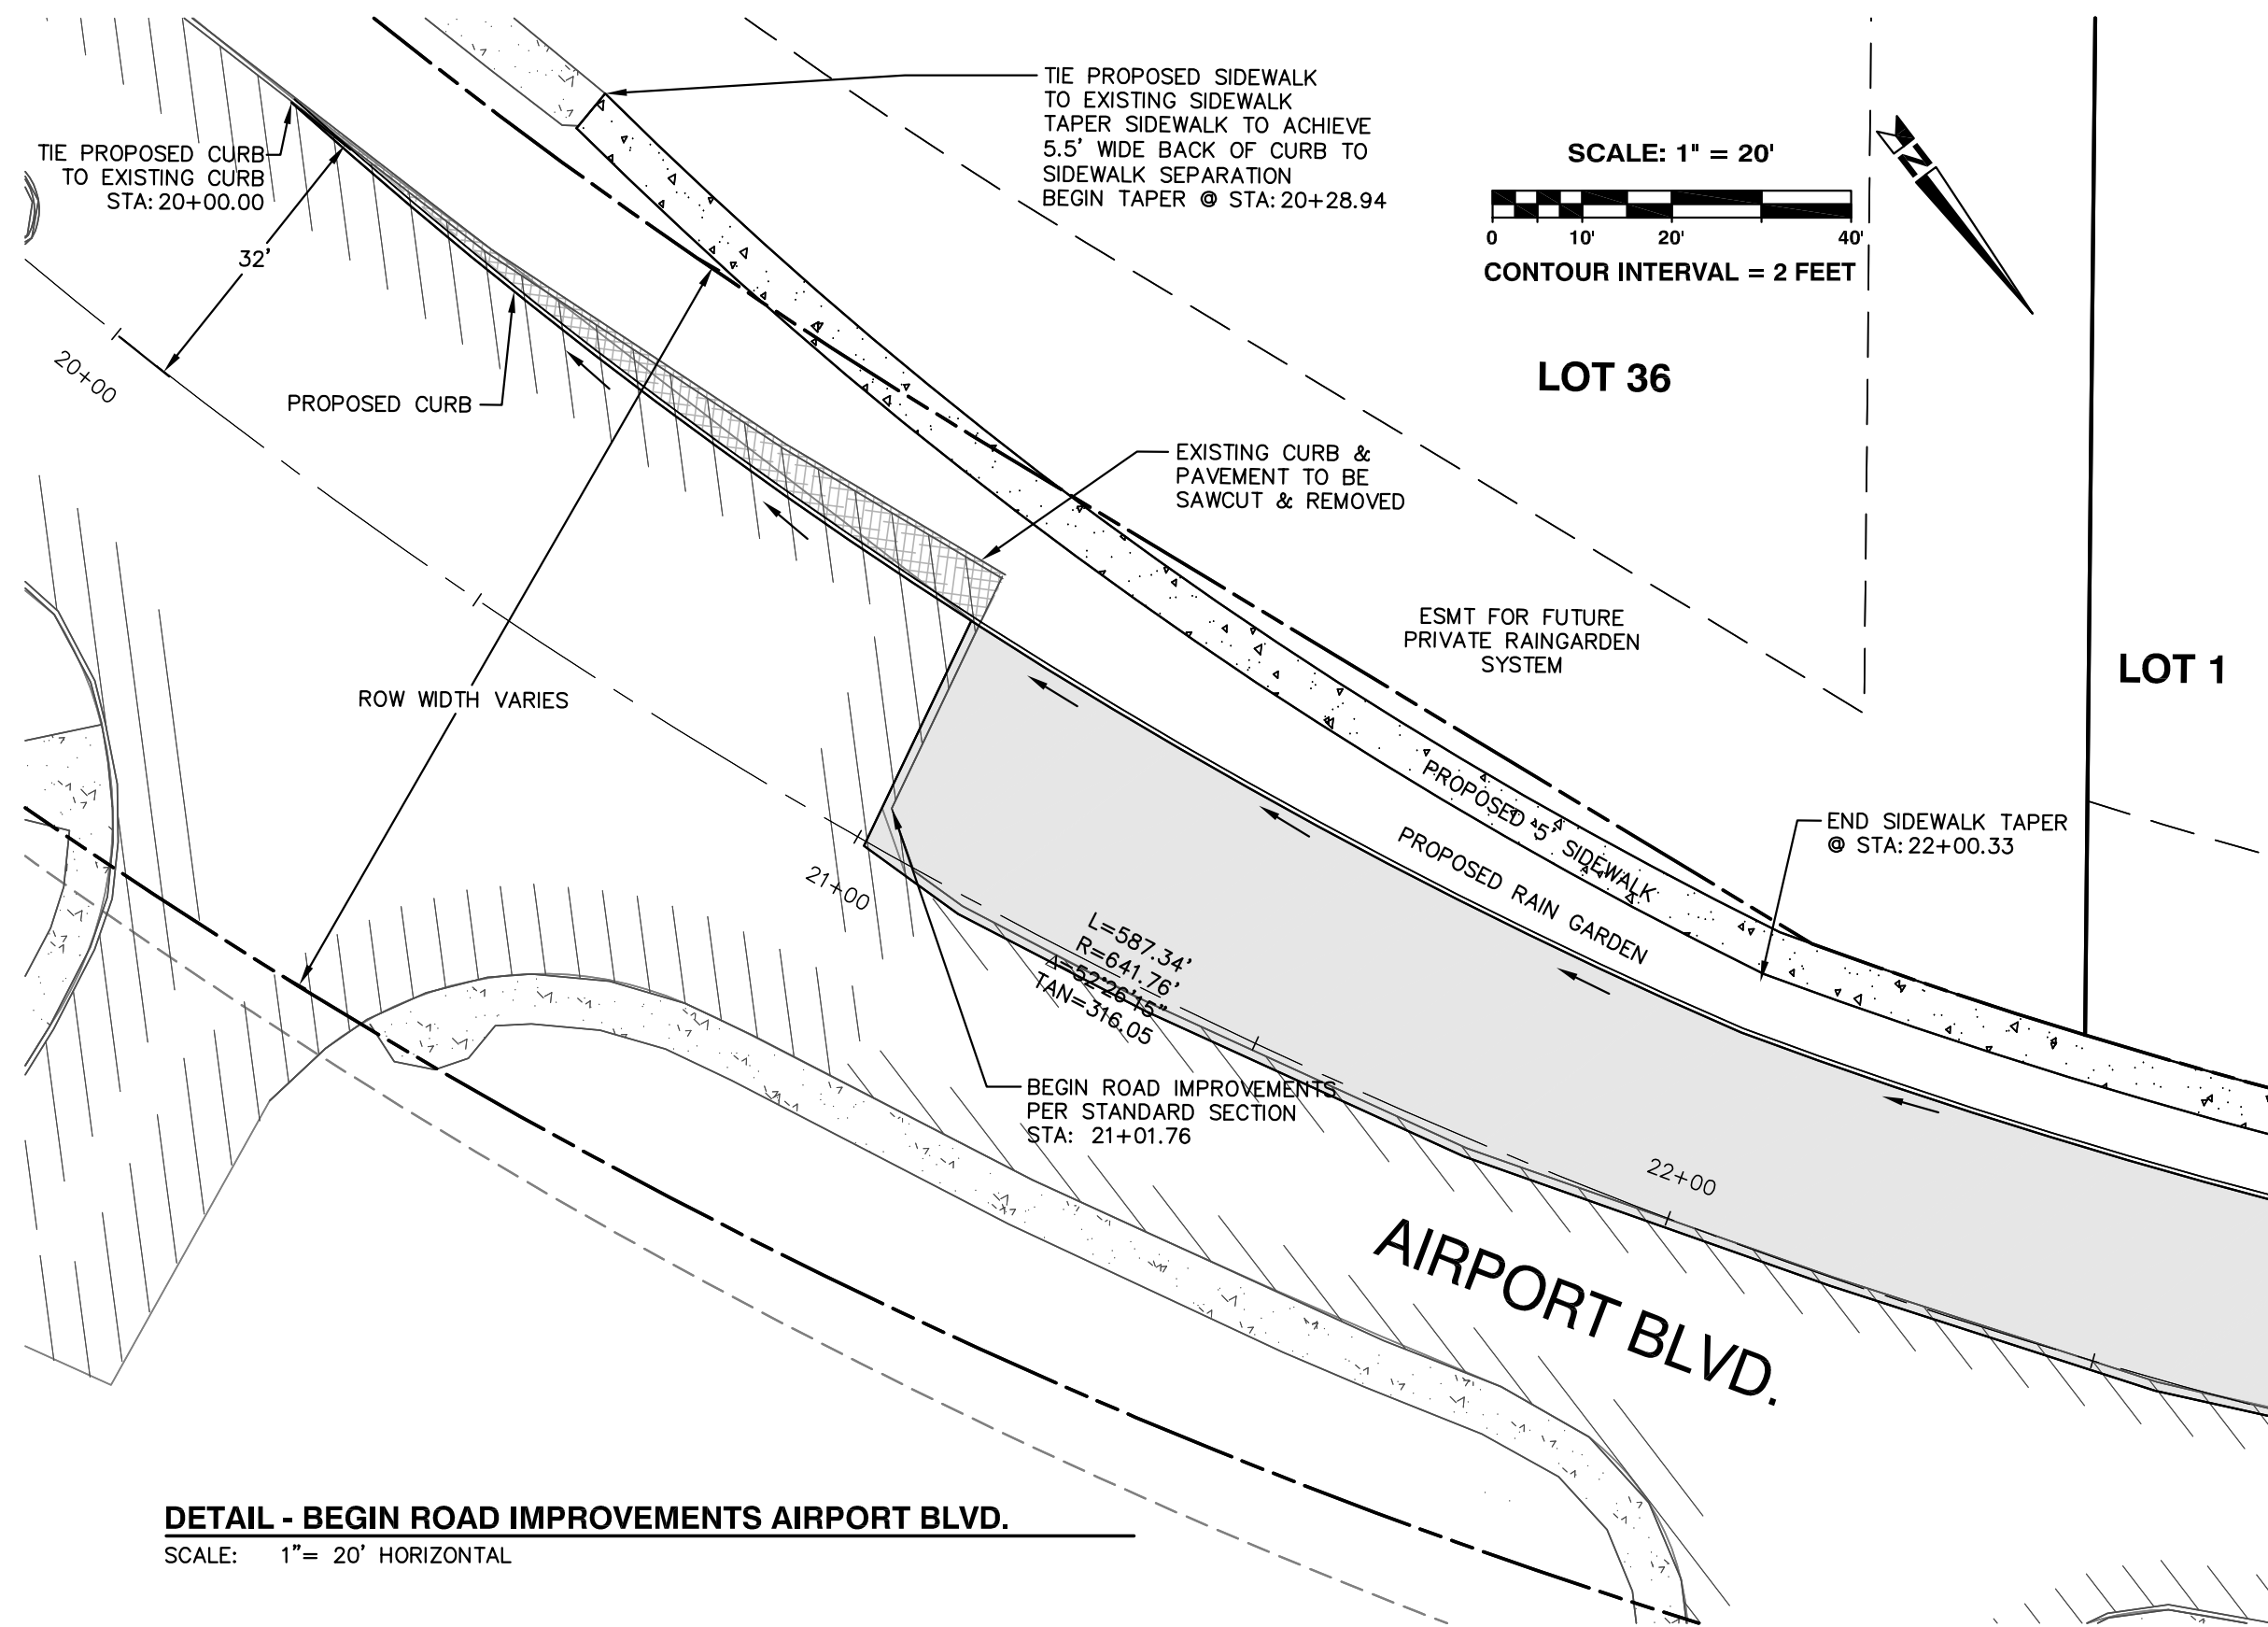 TIE PROPOSED SIDEWALK
TO EXISTING SIDEWALK
TAPER SIDEWALK TO ACHIEVE
5.5' WIDE BACK OF CURB TO
SIDEWALK SEPARATION
BEGIN TAPER @ STA: 20+28.94
SCALE: 1" = 20'
0 10' 20' 40'
CONTOUR INTERVAL = 2 FEET
N
TIE PROPOSED CURB
TO EXISTING CURB
STA: 20+00.00
32'
20+00
PROPOSED CURB
LOT 36
EXISTING CURB &
PAVEMENT TO BE
SAWCUT & REMOVED
ESMT FOR FUTURE
PRIVATE RAINGARDEN
SYSTEM
LOT 1
ROW WIDTH VARIES
PROPOSED 5' SIDEWALK
PROPOSED RAIN GARDEN
END SIDEWALK TAPER
@ STA: 22+00.33
21+00
L=587.34'
R=641.76'
Δ=52°26'15"
TAN=316.05
BEGIN ROAD IMPROVEMENTS
PER STANDARD SECTION
STA: 21+01.76
22+00
AIRPORT BLVD.
DETAIL - BEGIN ROAD IMPROVEMENTS AIRPORT BLVD.
SCALE: 1"= 20' HORIZONTAL